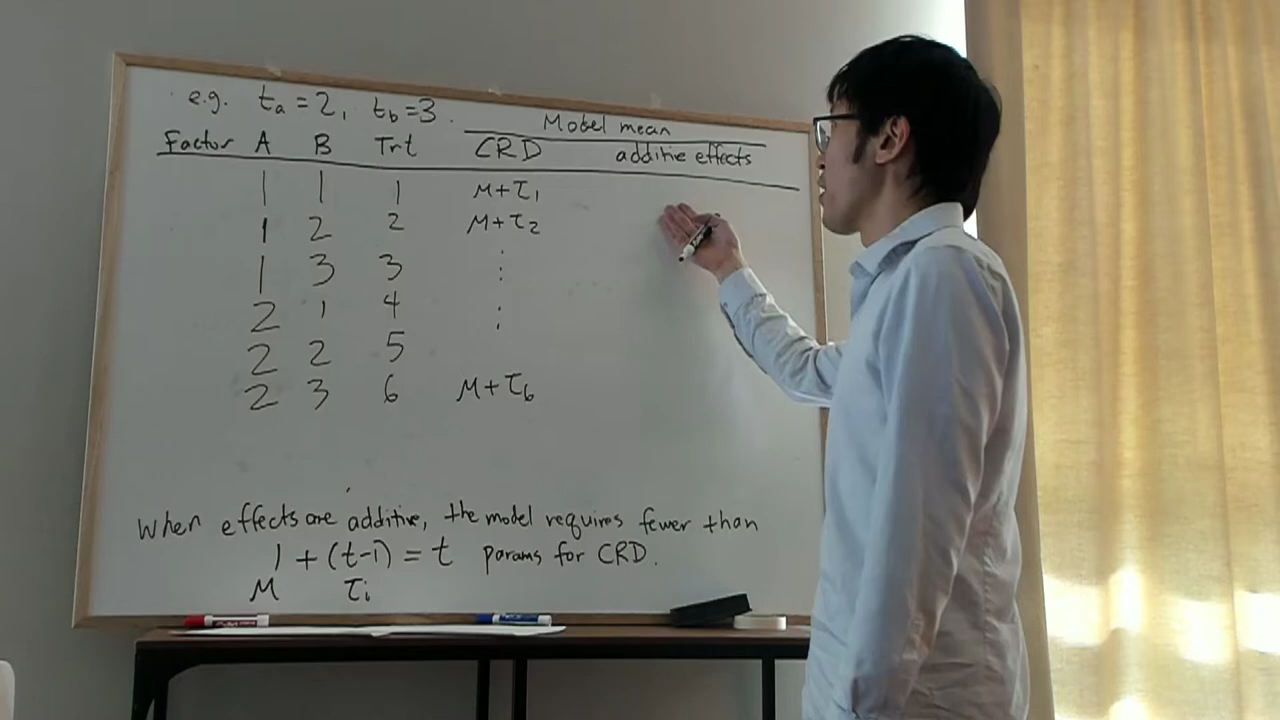 e.g. ta = 2, tb = 3.
Model mean
Factor A B Trt CRD additive effects
1 1 1 M+τ1
1 2 2 M+τ2
1 3 3 :
2 1 4 :
2 2 5
2 3 6 M+τ6
When effects are additive, the model requires fewer than
1 + (t-1) = t params for CRD.
M τi